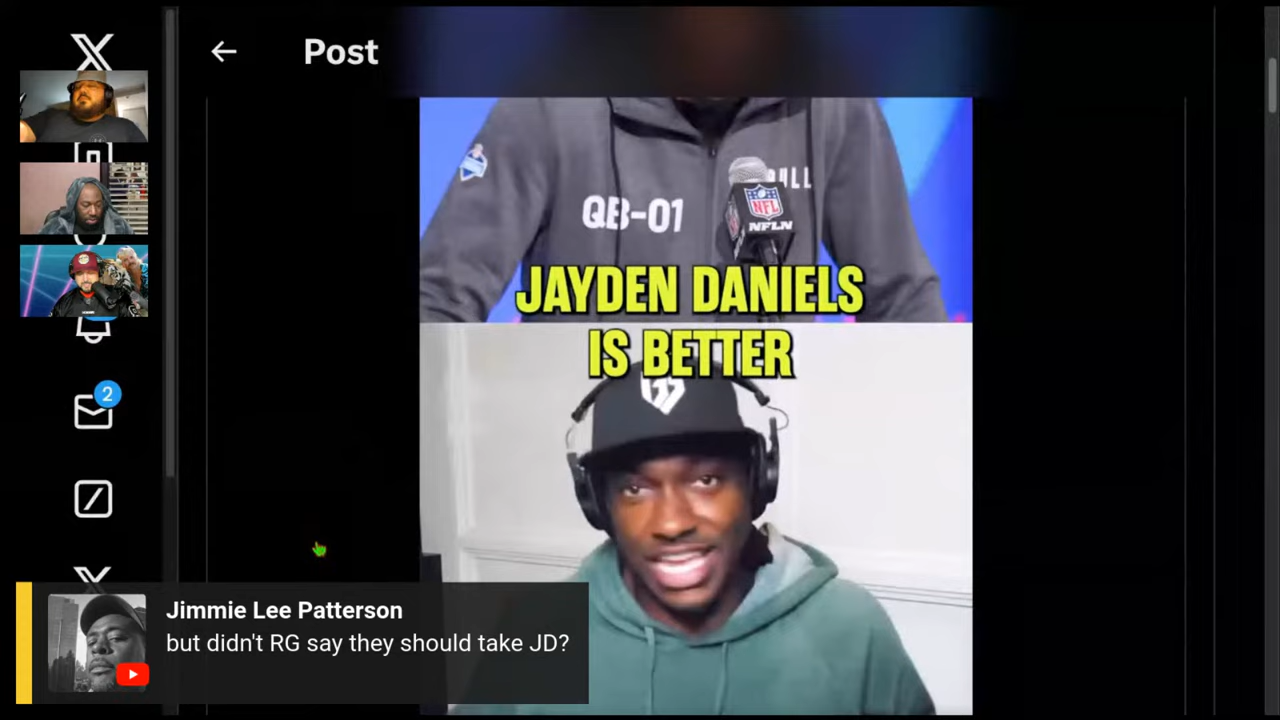 Post
QB-01
NFL
NFLN
JAYDEN DANIELS
IS BETTER
2
Jimmie Lee Patterson
but didn't RG say they should take JD?